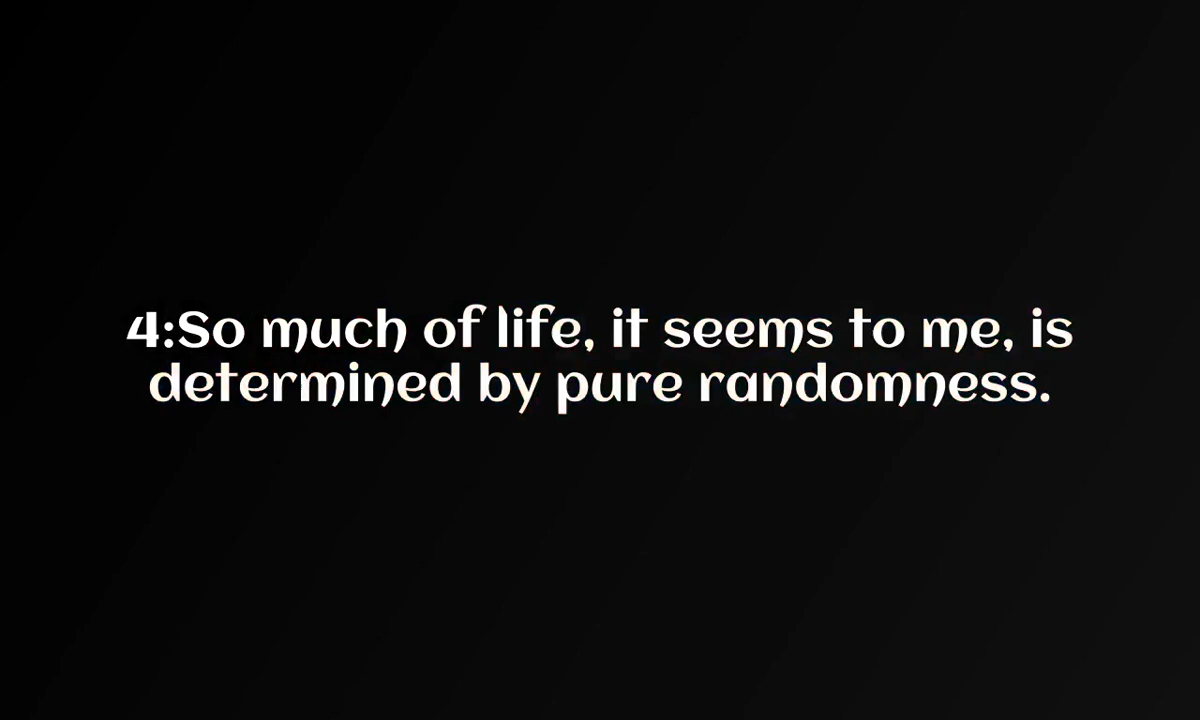 4:So much of life, it seems to me, is
determined by pure randomness.